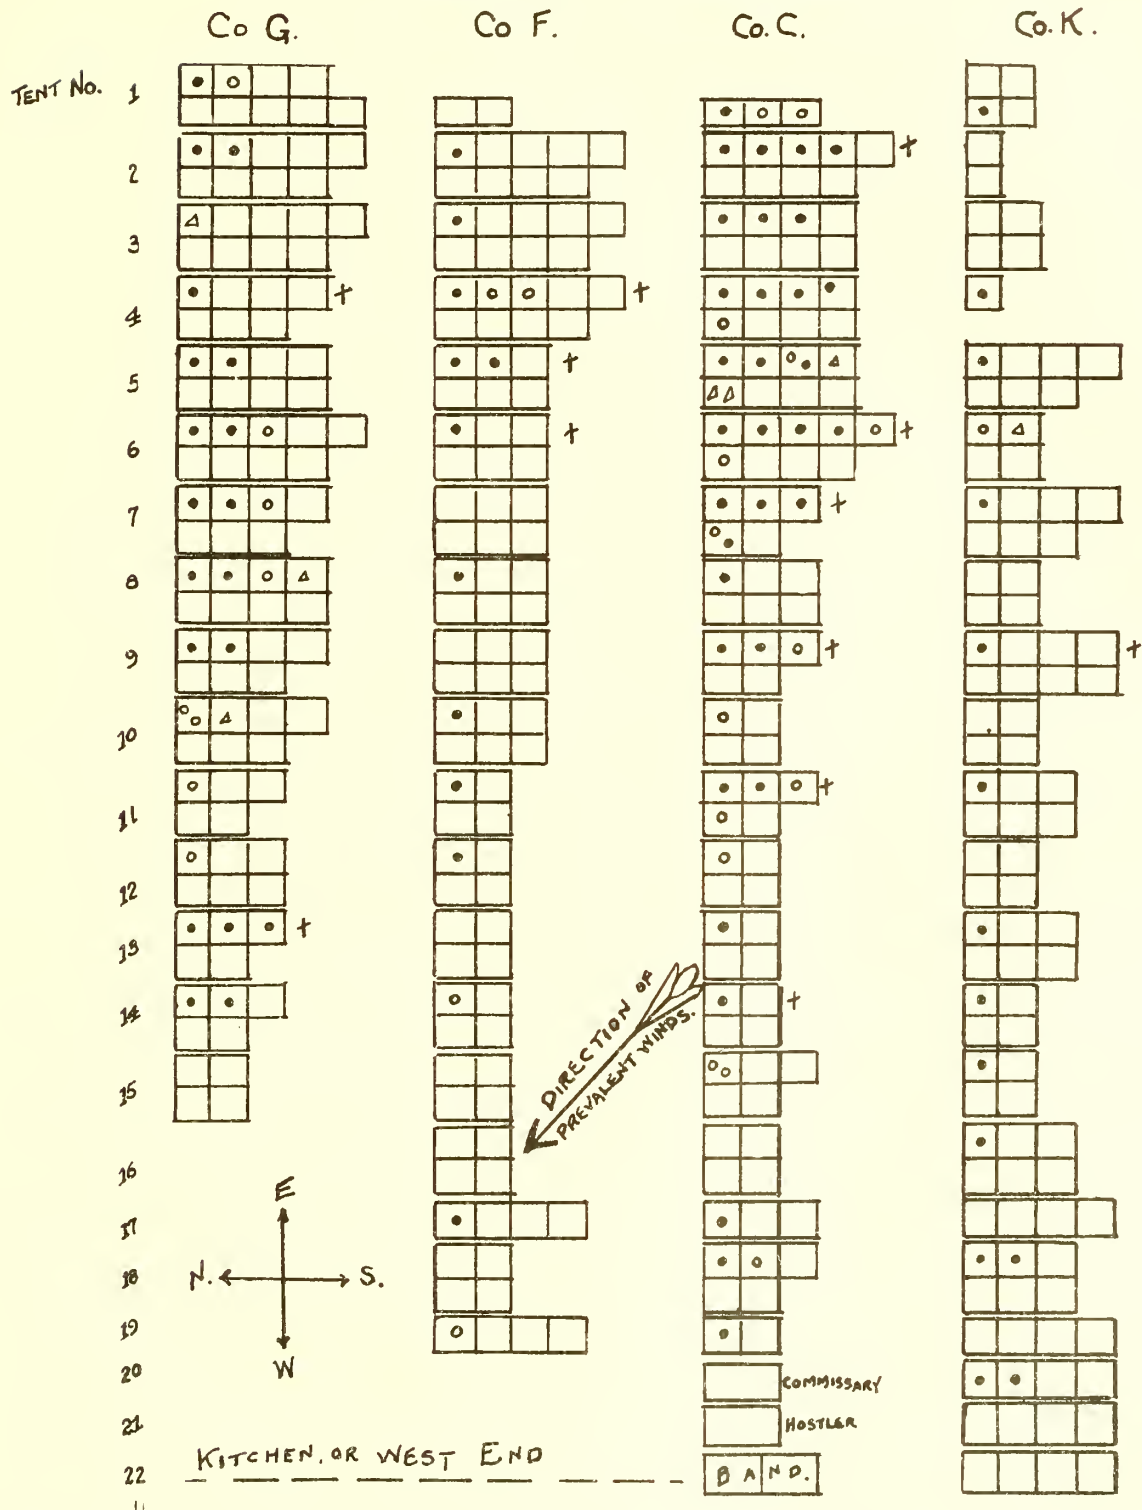 Co G. Co F. Co. C. Co. K.
TENT No. 1
2
3
4
5
6
7
8
9
10
11
12
13
14
15
16
17
18
19
20
21
22
DIRECTION OF
PREVALENT WINDS.
E
N. S.
W
COMMISSARY
HOSTLER
KITCHEN. OR WEST END
BAND.